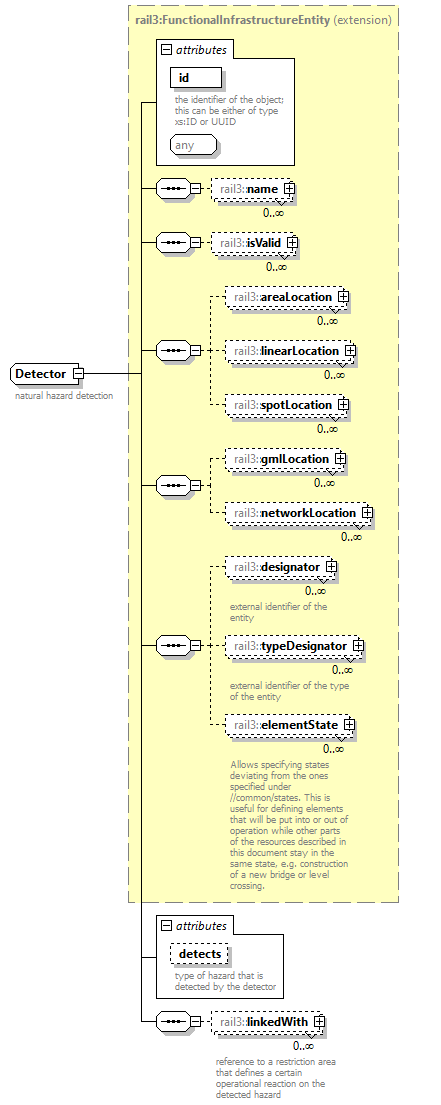 rail3:FunctionalInfrastructureEntity (extension)
attributes
id
the identifier of the object;
this can be either of type
xs:ID or UUID
any
rail3::name
0..∞
rail3::isValid
0..∞
rail3::areaLocation
0..∞
rail3::linearLocation
0..∞
Detector
natural hazard detection
rail3::spotLocation
0..∞
rail3::gmlLocation
0..∞
rail3::networkLocation
0..∞
rail3::designator
0..∞
external identifier of the
entity
rail3::typeDesignator
0..∞
external identifier of the type
of the entity
rail3::elementState
0..∞
Allows specifying states
deviating from the ones
specified under
//common/states. This is
useful for defining elements
that will be put into or out of
operation while other parts
of the resources described in
this document stay in the
same state, e.g. construction
of a new bridge or level
crossing.
attributes
detects
type of hazard that is
detected by the detector
rail3::linkedWith
0..∞
reference to a restriction area
that defines a certain
operational reaction on the
detected hazard